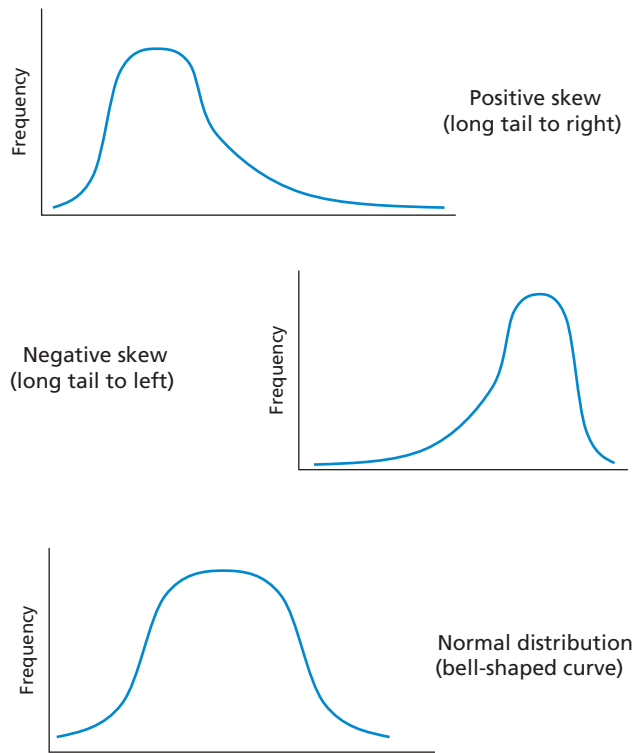 Frequency
Positive skew
(long tail to right)
Negative skew
(long tail to left)
Frequency
Frequency
Normal distribution
(bell-shaped curve)